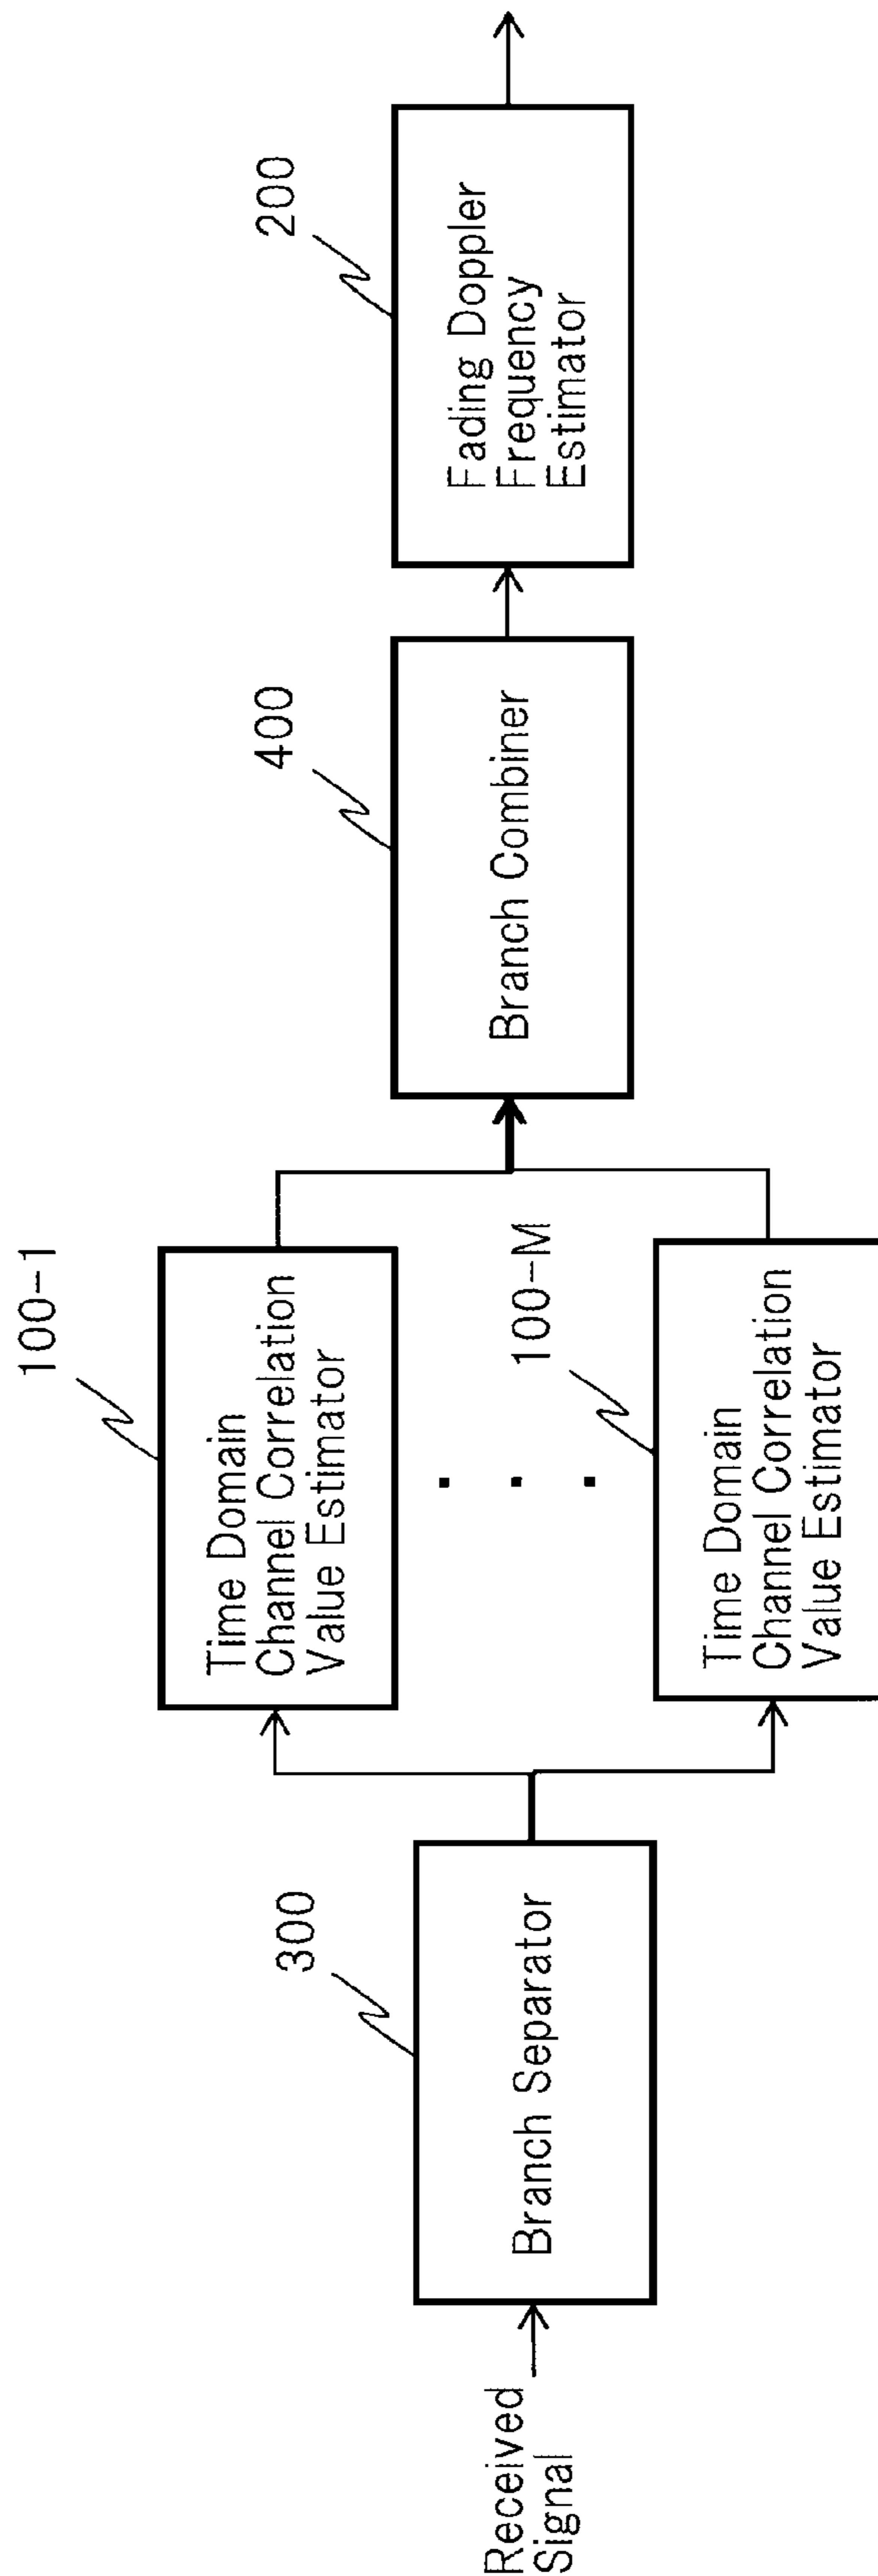 Received
Signal
300
Branch Separator
100-1
Time Domain
Channel Correlation
Value Estimator
. . .
100-M
Time Domain
Channel Correlation
Value Estimator
400
Branch Combiner
200
Fading Doppler
Frequency
Estimator